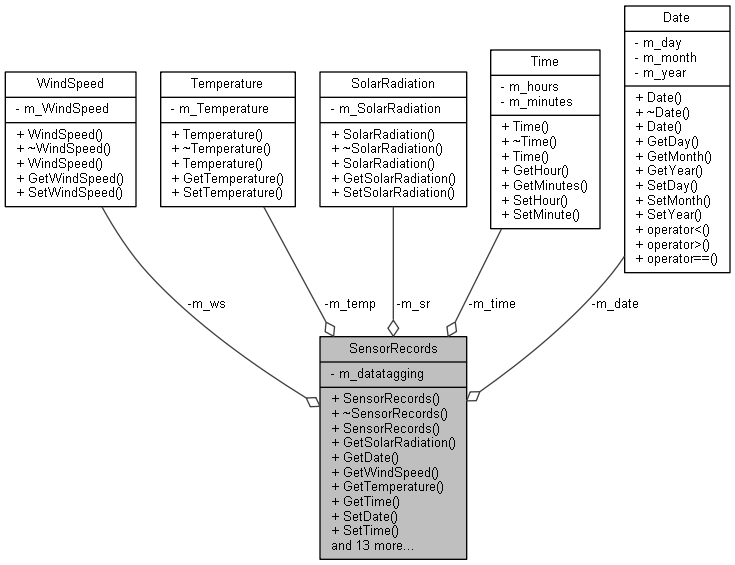 WindSpeed
- m_WindSpeed
+ WindSpeed()
+ ~WindSpeed()
+ WindSpeed()
+ GetWindSpeed()
+ SetWindSpeed()
Temperature
- m_Temperature
+ Temperature()
+ ~Temperature()
+ Temperature()
+ GetTemperature()
+ SetTemperature()
SolarRadiation
- m_SolarRadiation
+ SolarRadiation()
+ ~SolarRadiation()
+ SolarRadiation()
+ GetSolarRadiation()
+ SetSolarRadiation()
Time
- m_hours
- m_minutes
+ Time()
+ ~Time()
+ Time()
+ GetHour()
+ GetMinutes()
+ SetHour()
+ SetMinute()
Date
- m_day
- m_month
- m_year
+ Date()
+ ~Date()
+ Date()
+ GetDay()
+ GetMonth()
+ GetYear()
+ SetDay()
+ SetMonth()
+ SetYear()
+ operator<()
+ operator>()
+ operator==()
-m_ws
-m_temp
-m_sr
-m_time
-m_date
SensorRecords
- m_datatagging
+ SensorRecords()
+ ~SensorRecords()
+ SensorRecords()
+ GetSolarRadiation()
+ GetDate()
+ GetWindSpeed()
+ GetTemperature()
+ GetTime()
+ SetDate()
+ SetTime()
and 13 more...